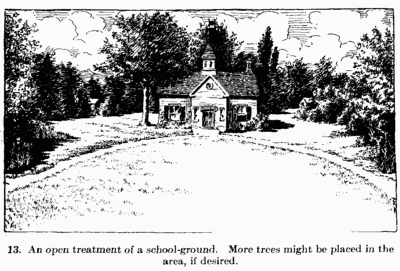 13. An open treatment of a school-ground. More trees might be placed in the
area, if desired.